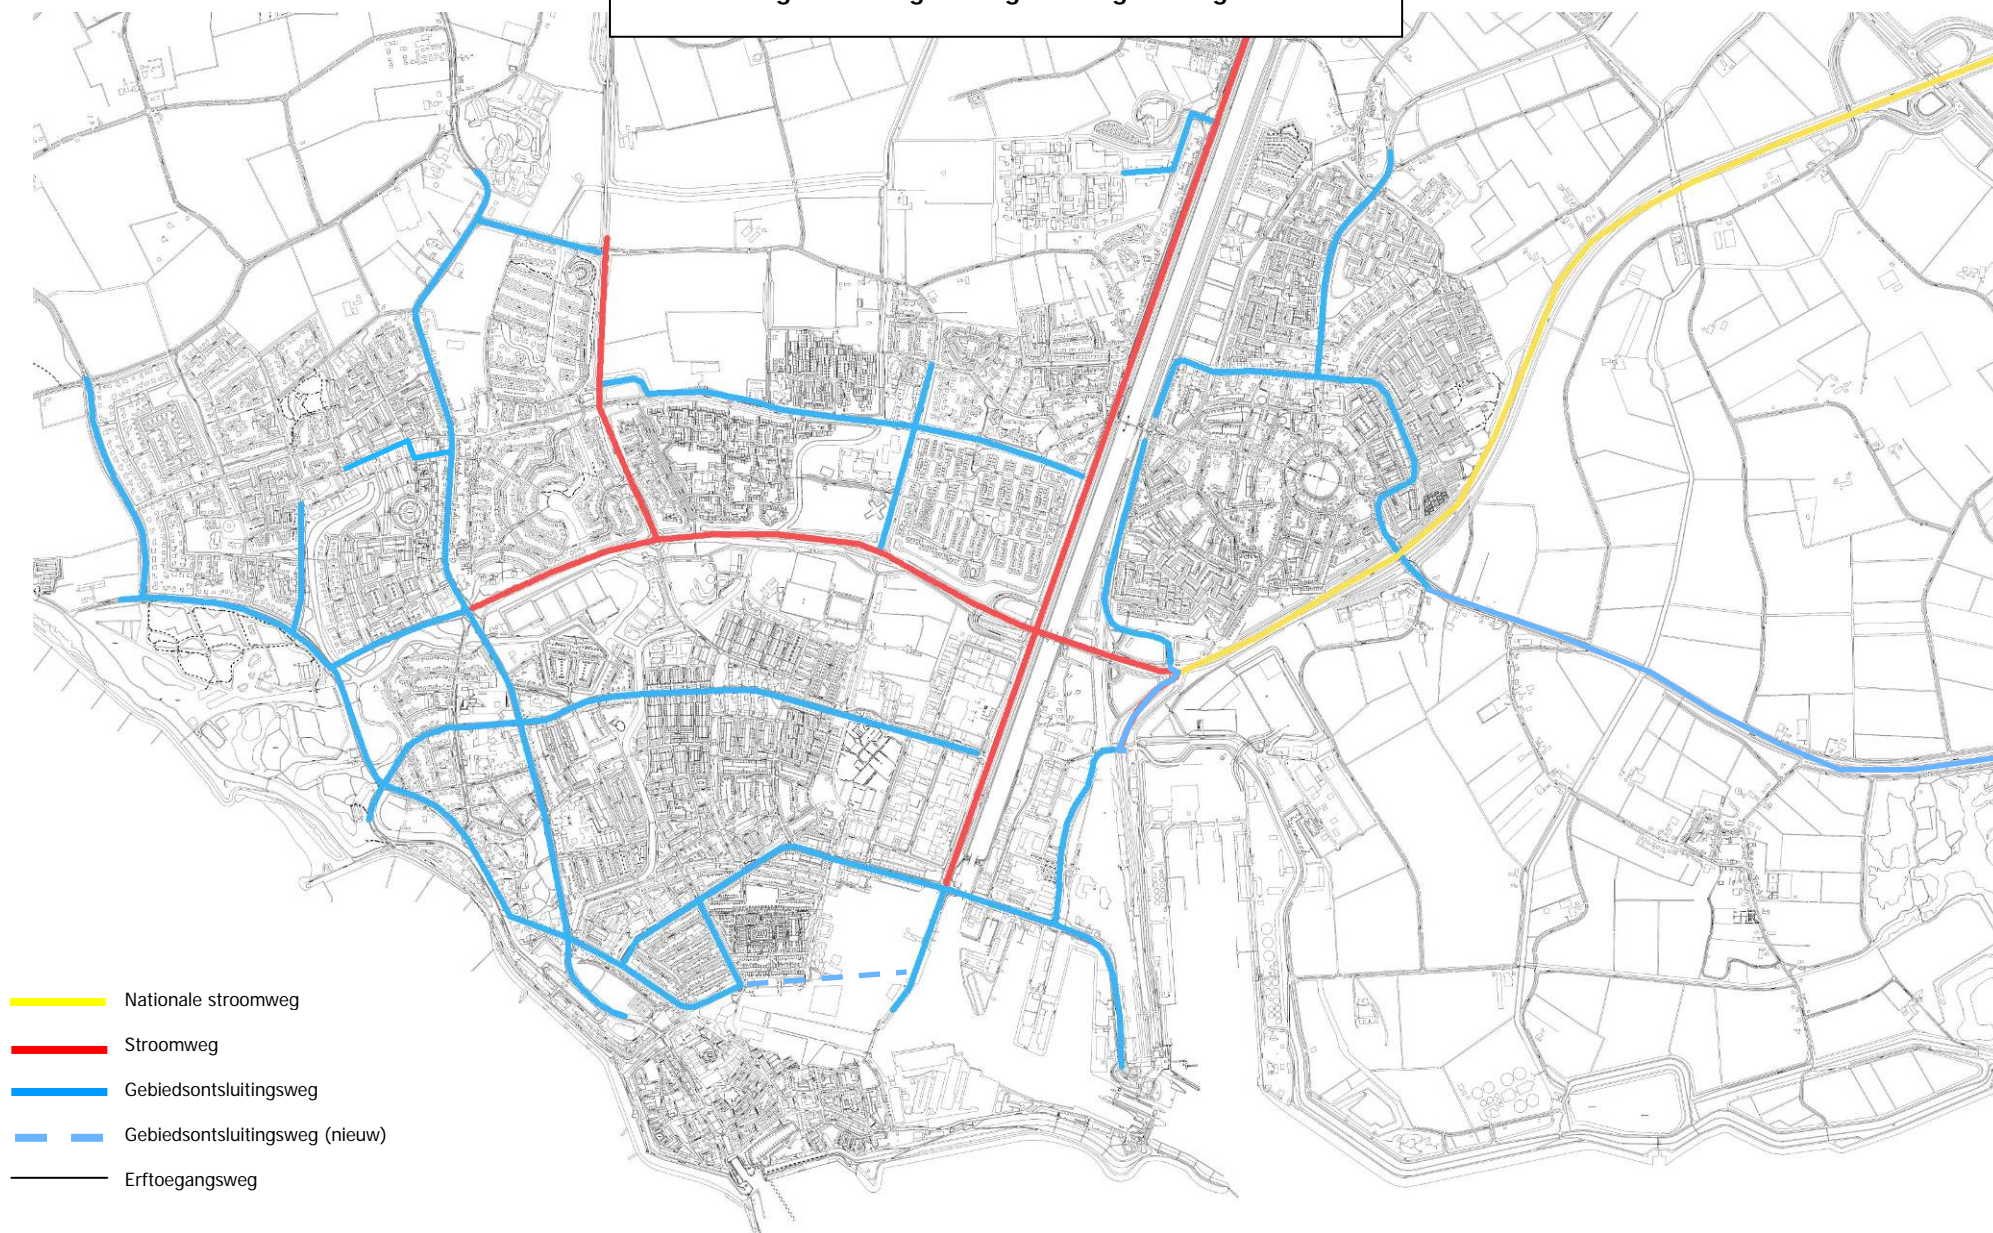 Nationale stroomweg
Stroomweg
Gebiedsontsluitingsweg
Gebiedsontsluitingsweg (nieuw)
Erftoegangsweg